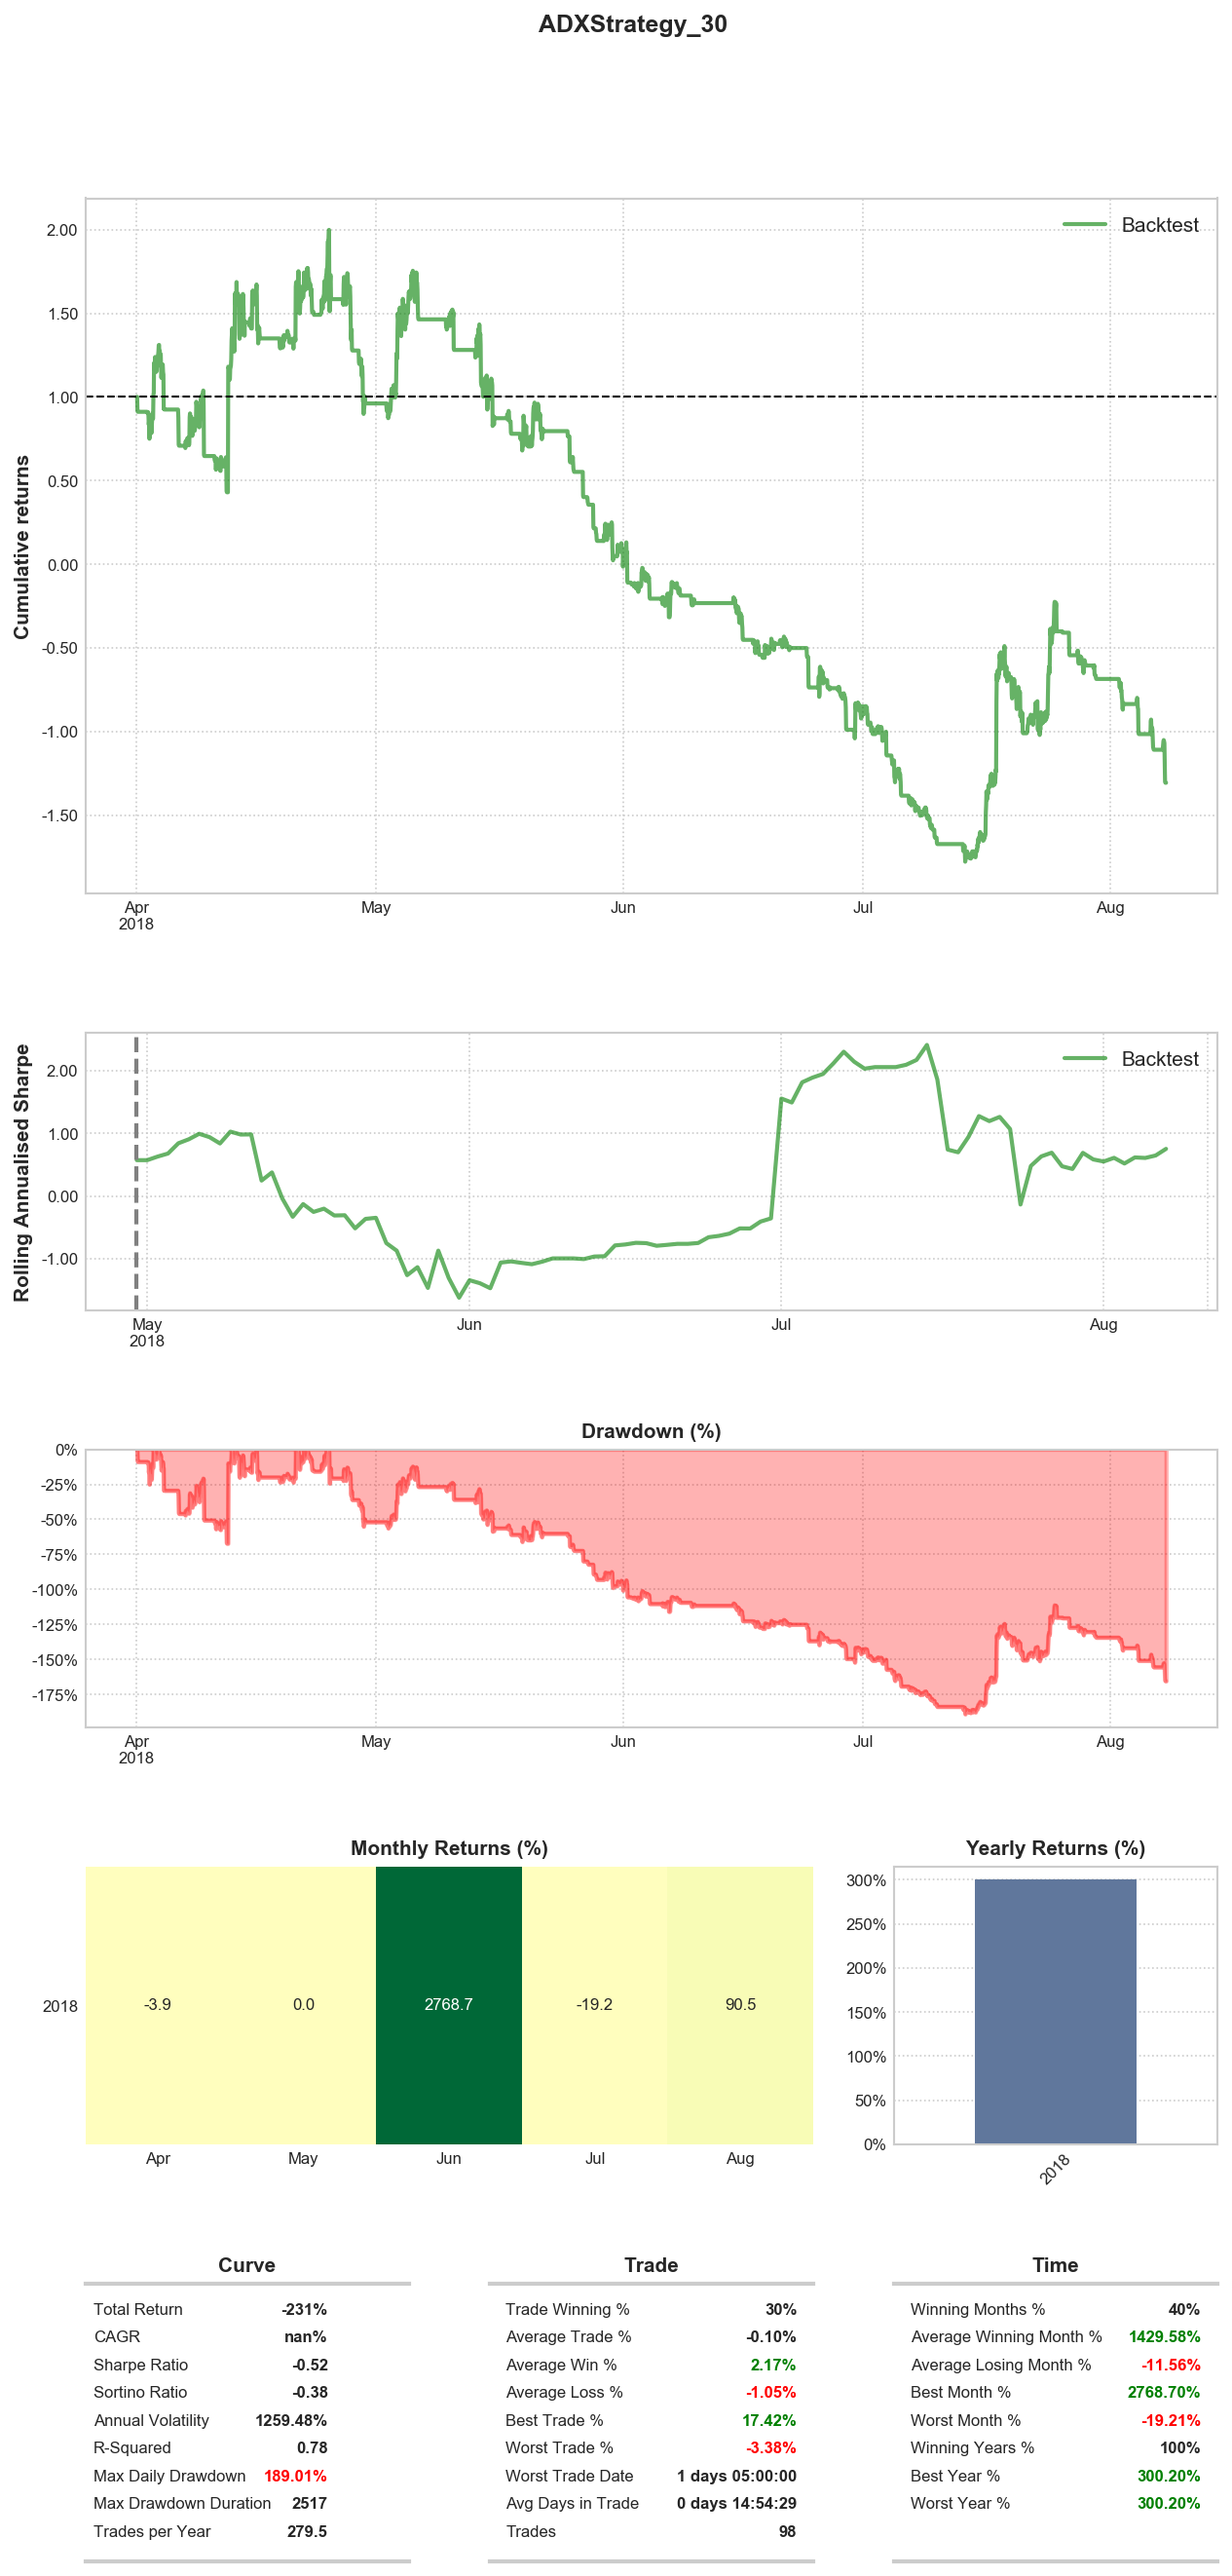 ADXStrategy_30
Backtest
Cumulative returns
2.00
1.50
1.00
0.50
0.00
-0.50
-1.00
-1.50
Apr
2018
May
Jun
Jul
Aug
Backtest
Rolling Annualised Sharpe
2.00
1.00
0.00
-1.00
May
2018
Jun
Jul
Aug
Drawdown (%)
0%
-25%
-50%
-75%
-100%
-125%
-150%
-175%
Apr
2018
May
Jun
Jul
Aug
Monthly Returns (%)
2018
-3.9 0.0 2768.7 -19.2 90.5
Apr May Jun Jul Aug
Yearly Returns (%)
300%
250%
200%
150%
100%
50%
0%
2018
Curve
Total Return -231%
CAGR nan%
Sharpe Ratio -0.52
Sortino Ratio -0.38
Annual Volatility 1259.48%
R-Squared 0.78
Max Daily Drawdown 189.01%
Max Drawdown Duration 2517
Trades per Year 279.5
Trade
Trade Winning % 30%
Average Trade % -0.10%
Average Win % 2.17%
Average Loss % -1.05%
Best Trade % 17.42%
Worst Trade % -3.38%
Worst Trade Date 1 days 05:00:00
Avg Days in Trade 0 days 14:54:29
Trades 98
Time
Winning Months % 40%
Average Winning Month % 1429.58%
Average Losing Month % -11.56%
Best Month % 2768.70%
Worst Month % -19.21%
Winning Years % 100%
Best Year % 300.20%
Worst Year % 300.20%